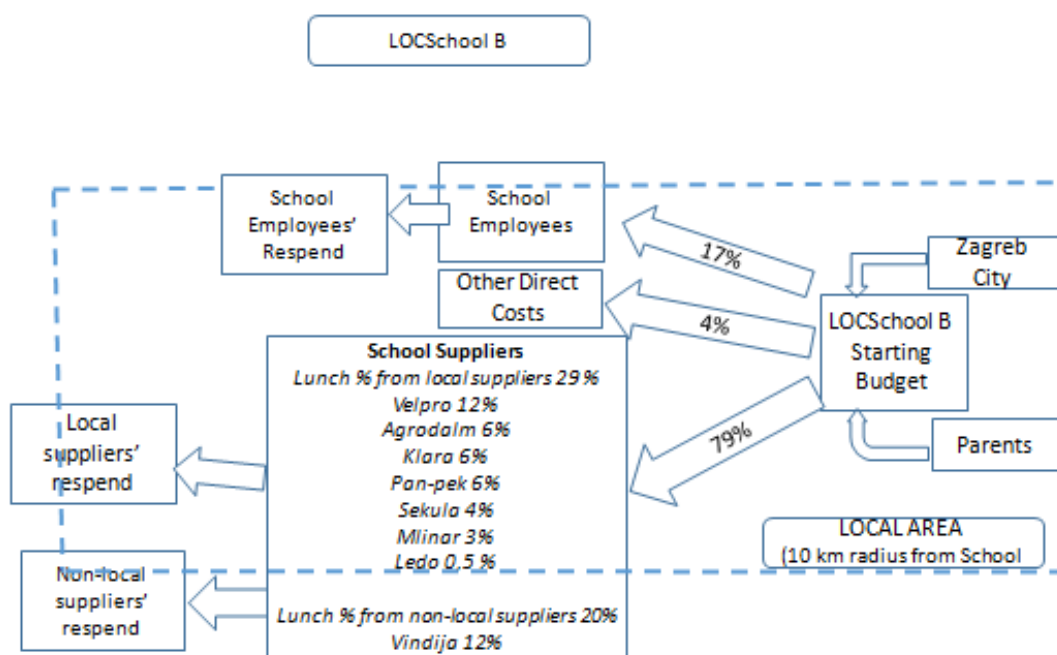 LOCSchool B
School
Employees’
Respend
School
Employees
17%
Zagreb
City
Other Direct
Costs
4%
LOCSchool B
Starting
Budget
School Suppliers
Lunch % from local suppliers 29 %
Velpro 12%
Agrodalm 6%
Klara 6%
Pan-pek 6%
Sekula 4%
Mlinar 3%
Ledo 0,5 %
Lunch % from non-local suppliers 20%
Vindija 12%
79%
Parents
Local
suppliers’
respend
LOCAL AREA
(10 km radius from School
Non-local
suppliers’
respend